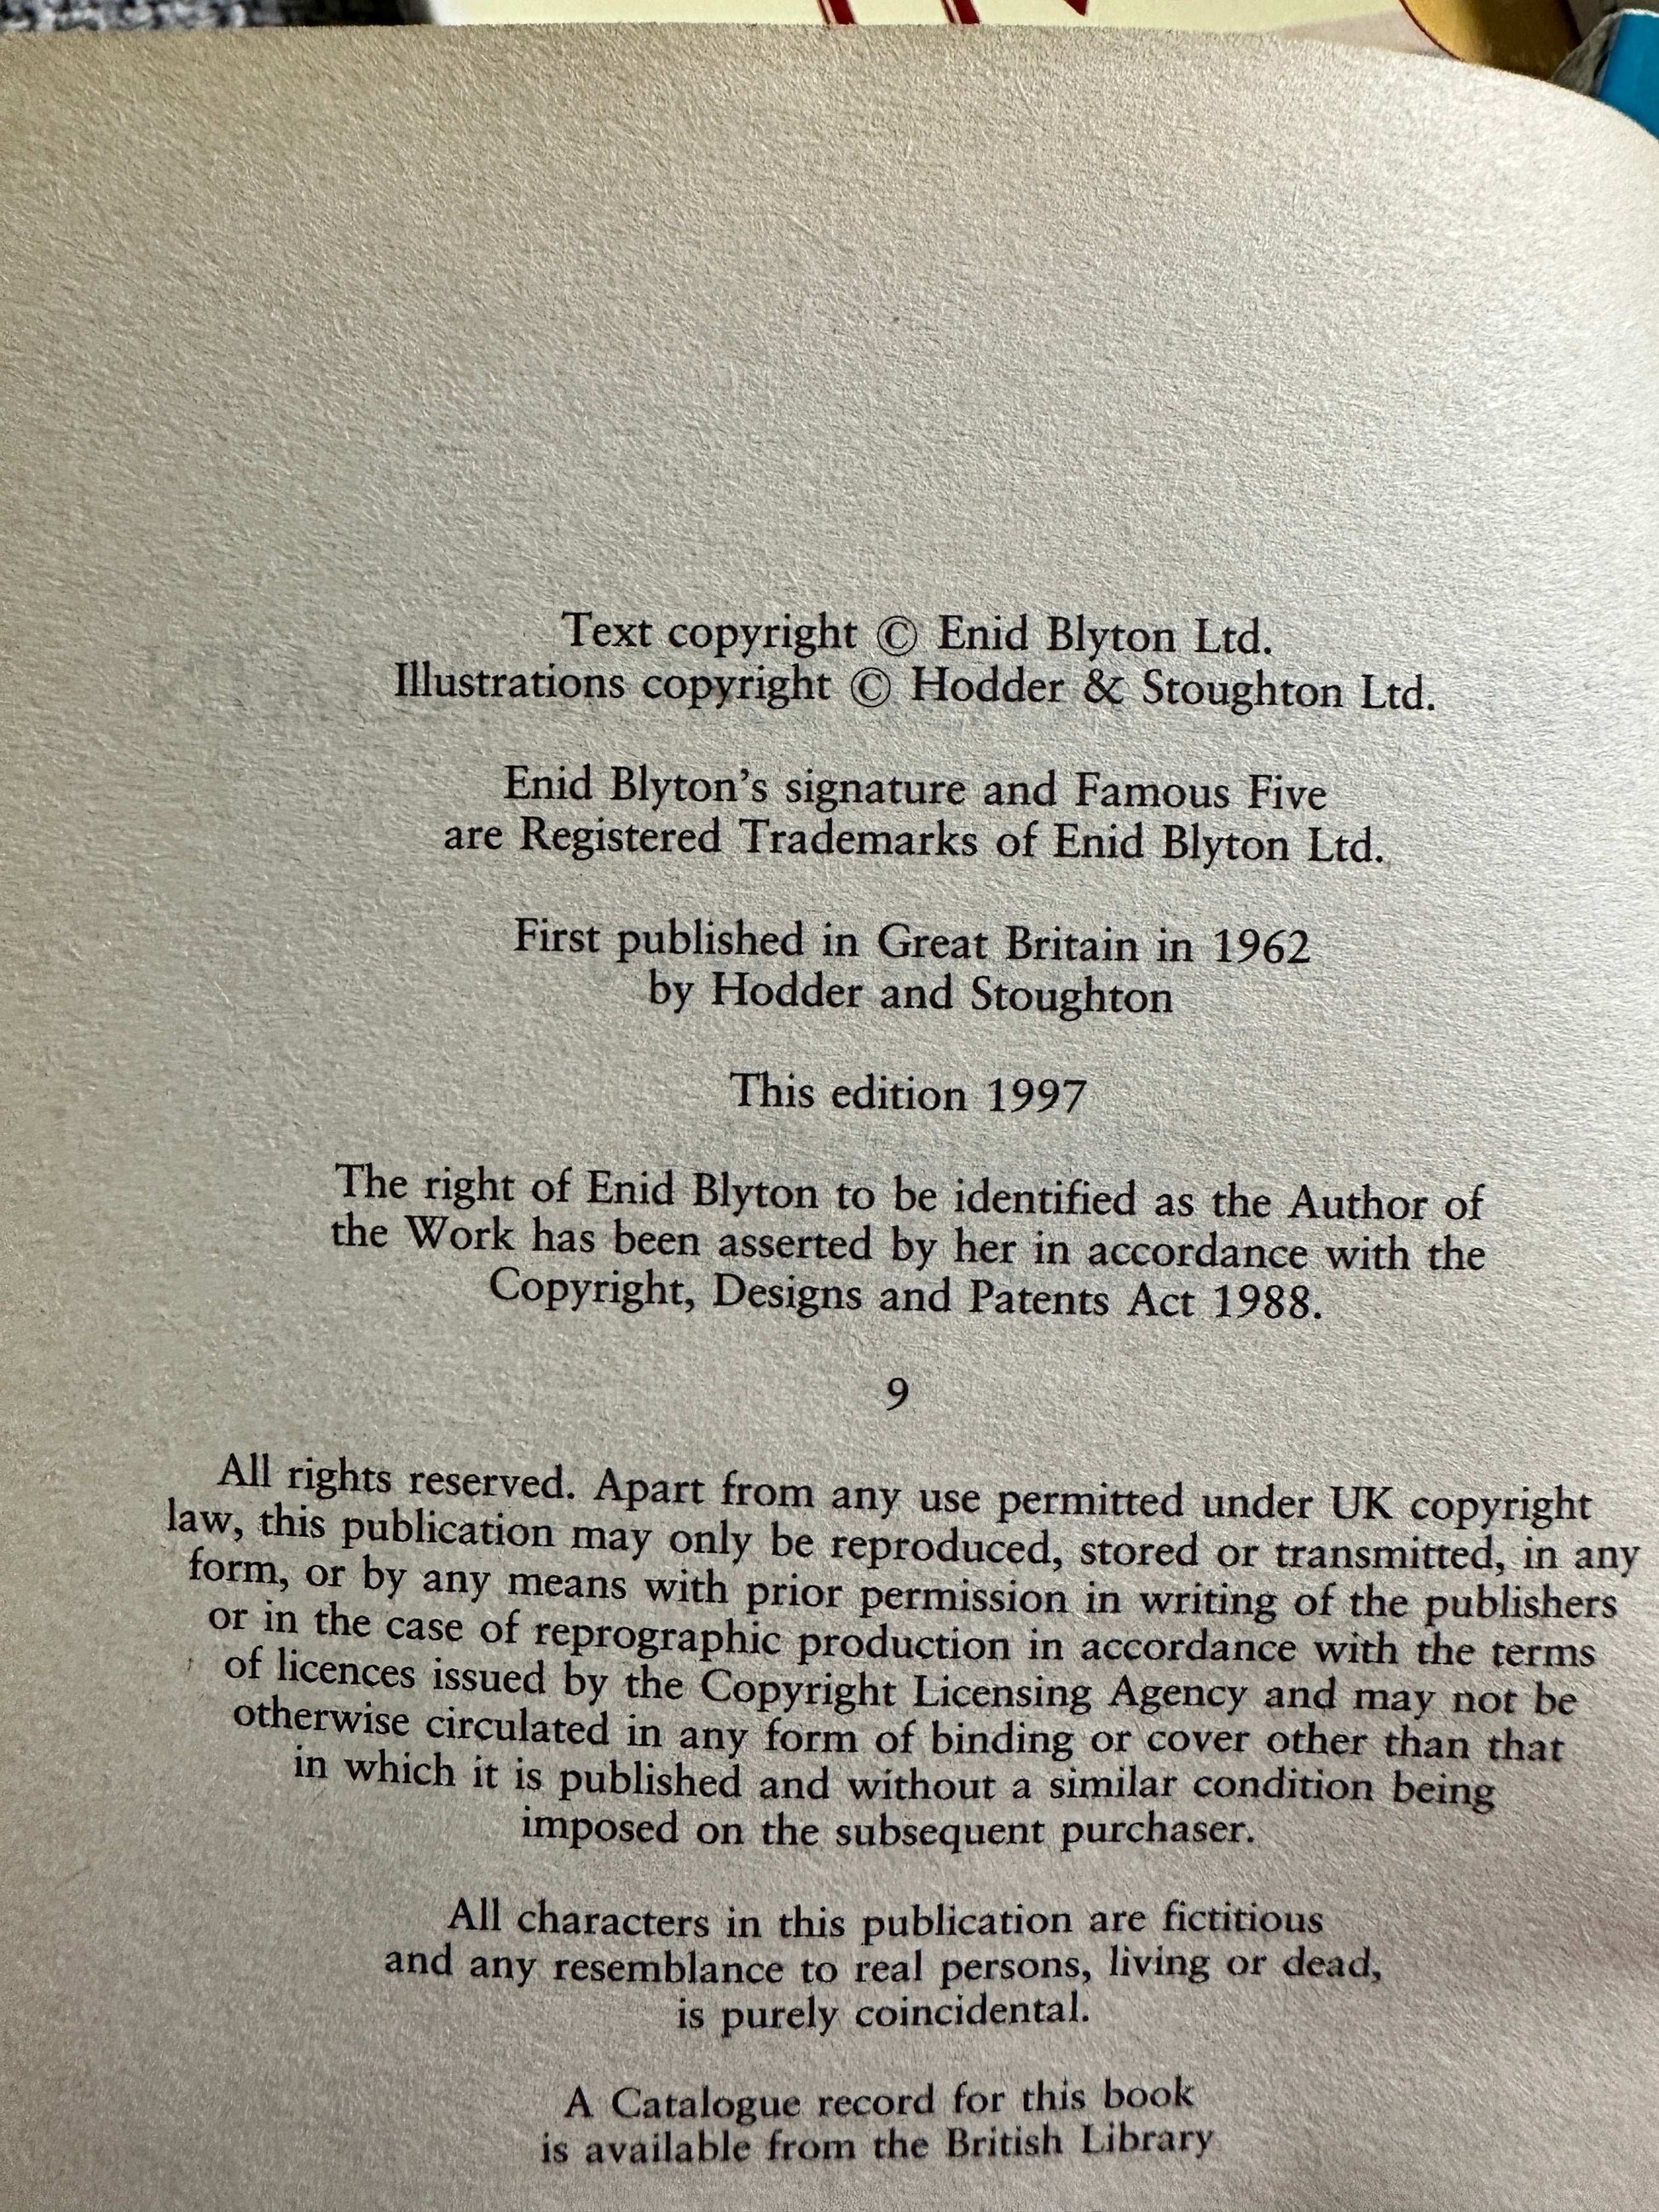 Text copyright © Enid Blyton Ltd.
Illustrations copyright © Hodder & Stoughton Ltd.
Enid Blyton's signature and Famous Five
are Registered Trademarks of Enid Blyton Ltd.
First published in Great Britain in 1962
by Hodder and Stoughton
This edition 1997
The right of Enid Blyton to be identified as the Author of
the Work has been asserted by her in accordance with the
Copyright, Designs and Patents Act 1988.
9
All rights reserved. Apart from any use permitted under UK copyright
law, this publication may only be reproduced, stored or transmitted, in any
form, or by any means with prior permission in writing of the publishers
or in the case of reprographic production in accordance with the terms
of licences issued by the Copyright Licensing Agency and may not be
otherwise circulated in any form of binding or cover other than that
in which it is published and without a similar condition being
imposed on the subsequent purchaser.
All characters in this publication are fictitious
and any resemblance to real persons, living or dead,
is purely coincidental.
A Catalogue record for this book
is available from the British Library